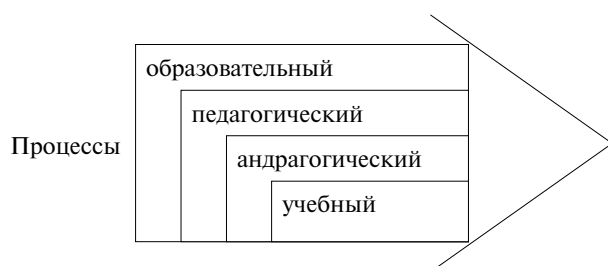 образовательный
педагогический
Процессы
андрагогический
учебный